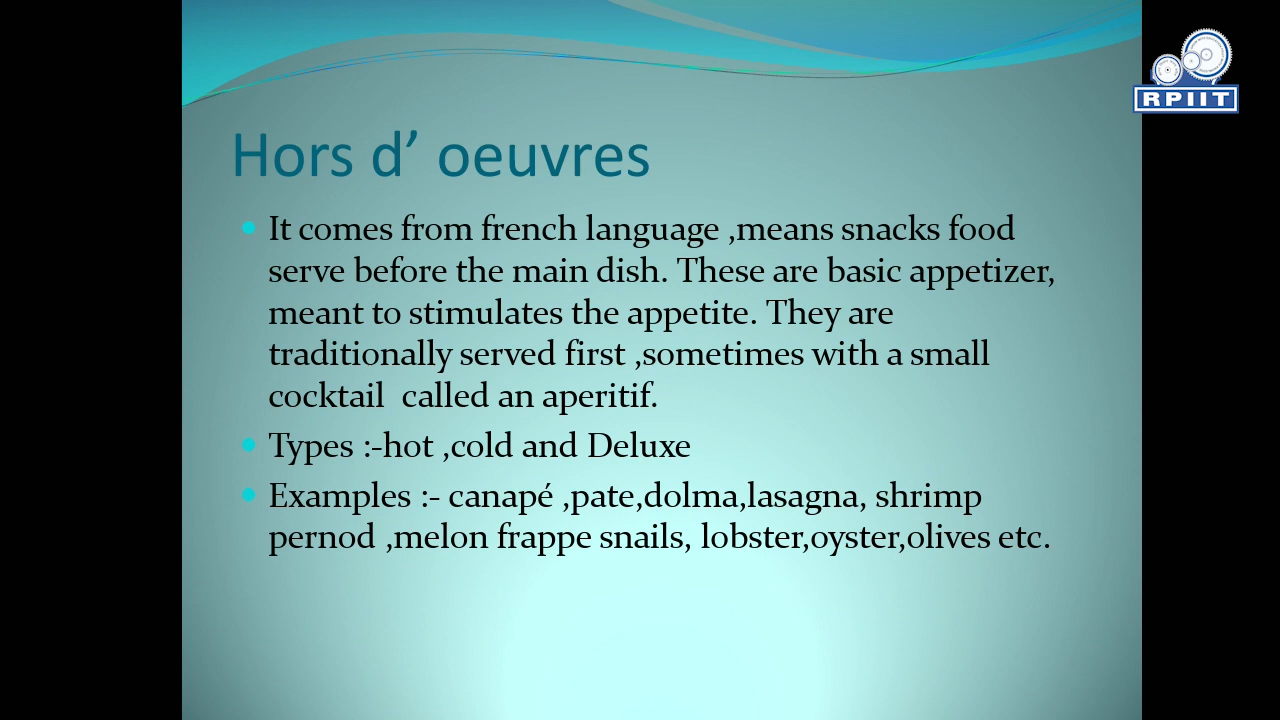 RPIIT
Hors d’ oeuvres
It comes from french language ,means snacks food
serve before the main dish. These are basic appetizer,
meant to stimulates the appetite. They are
traditionally served first ,sometimes with a small
cocktail  called an aperitif.
Types :-hot ,cold and Deluxe
Examples :- canapé ,pate,dolma,lasagna, shrimp
pernod ,melon frappe snails, lobster,oyster,olives etc.